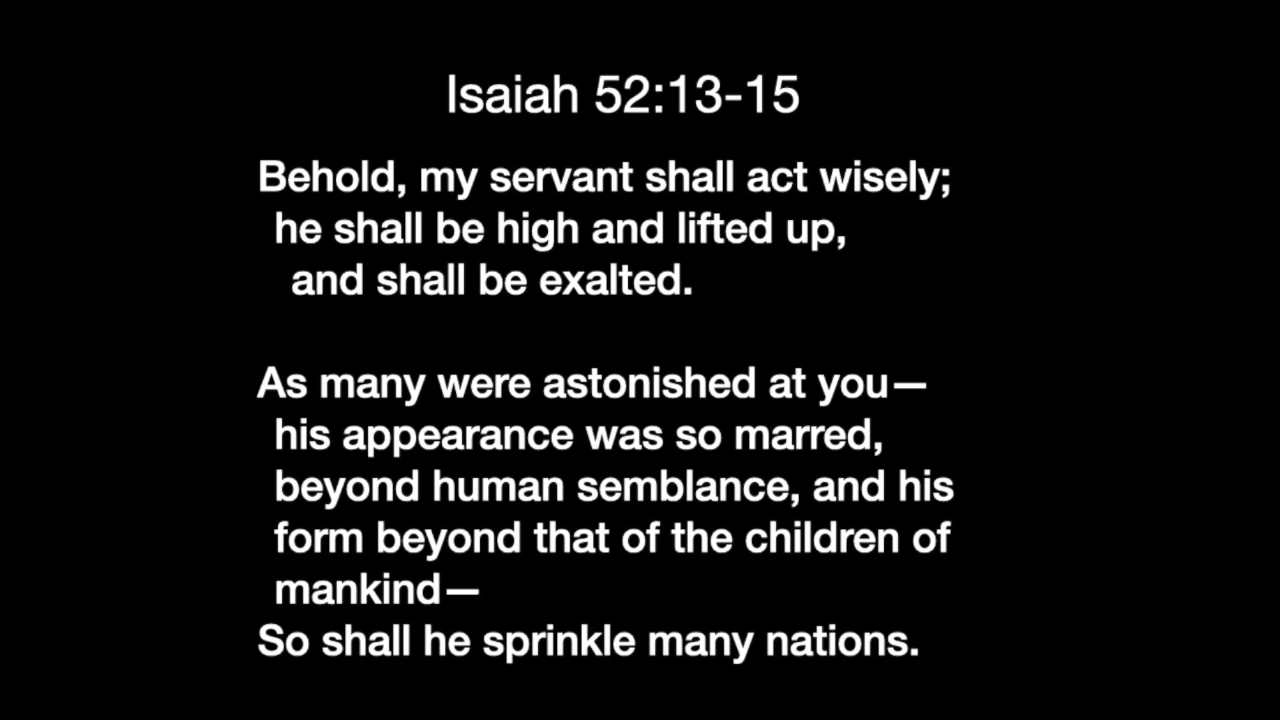 Isaiah 52:13-15
Behold, my servant shall act wisely;
he shall be high and lifted up,
and shall be exalted.
As many were astonished at you—
his appearance was so marred,
beyond human semblance, and his
form beyond that of the children of
mankind—
So shall he sprinkle many nations.